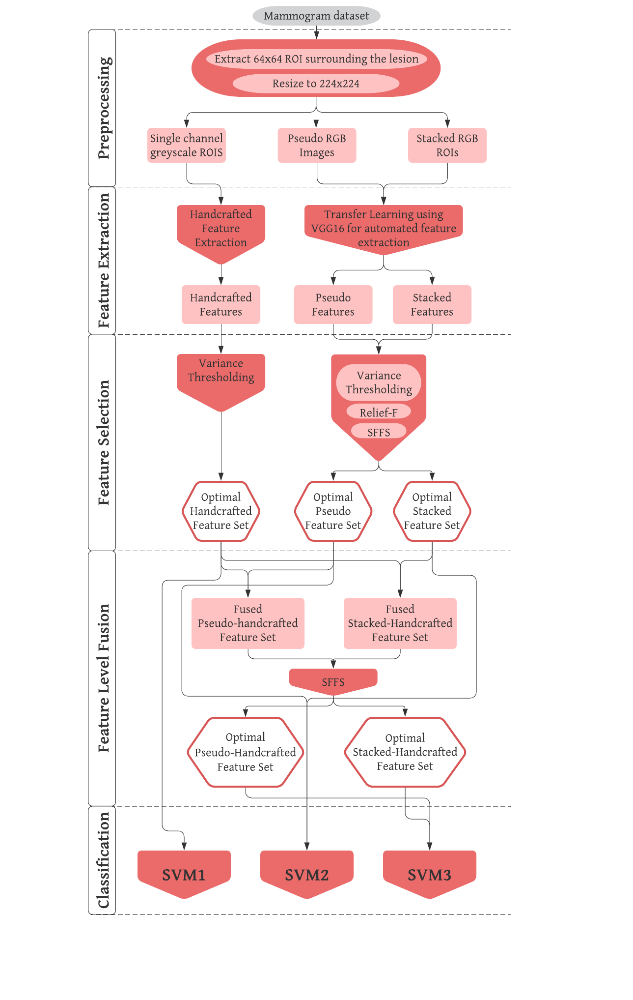 Mammogram dataset
Preprocessing
Extract 64x64 ROI surrounding the lesion
Resize to 224x224
Single channel
greyscale ROIS
Pseudo RGB
Images
Stacked RGB
ROIs
Feature Extraction
Handcrafted
Feature
Extraction
Transfer Learning using
VGG16 for automated feature
extraction
Handcrafted
Features
Pseudo
Features
Stacked
Features
Feature Selection
Variance
Thresholding
Variance
Thresholding
Relief-F
SFFS
Optimal
Handcrafted
Feature Set
Optimal
Pseudo
Feature Set
Optimal
Stacked
Feature Set
Feature Level Fusion
Fused
Pseudo-handcrafted
Feature Set
Fused
Stacked-Handcrafted
Feature Set
SFFS
Optimal
Pseudo-Handcrafted
Feature Set
Optimal
Stacked-Handcrafted
Feature Set
Classification
SVM1
SVM2
SVM3